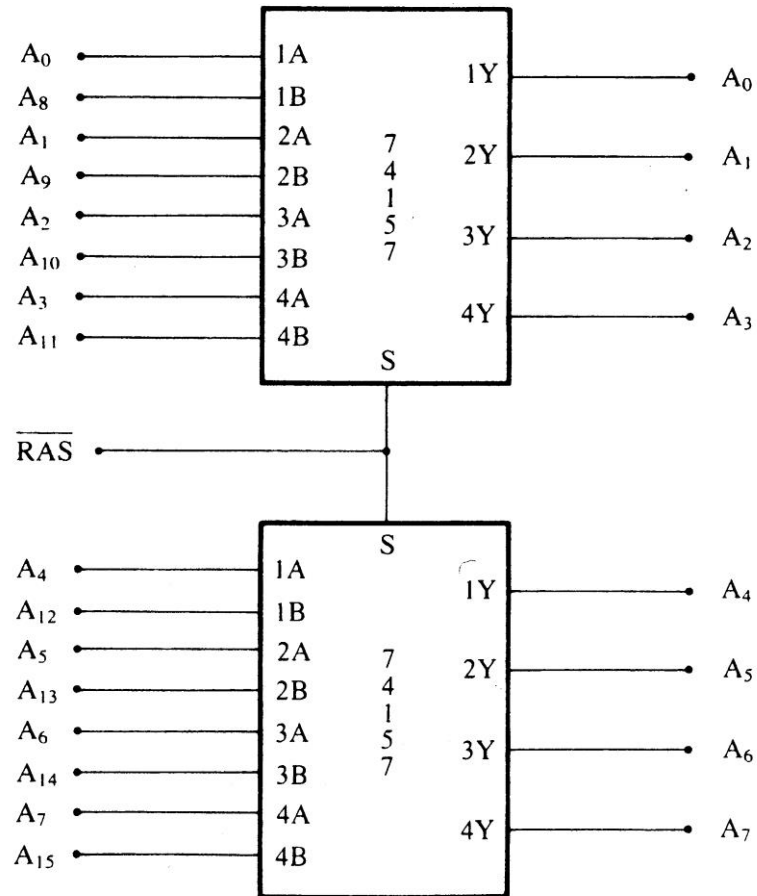 A₀ 1A
A₈ 1B
A₁ 2A
A₉ 2B
A₂ 3A
A₁₀ 3B
A₃ 4A
A₁₁ 4B
7
4
1
5
7
1Y A₀
2Y A₁
3Y A₂
4Y A₃
S
RAS
S
A₄ 1A
A₁₂ 1B
A₅ 2A
A₁₃ 2B
A₆ 3A
A₁₄ 3B
A₇ 4A
A₁₅ 4B
7
4
1
5
7
1Y A₄
2Y A₅
3Y A₆
4Y A₇